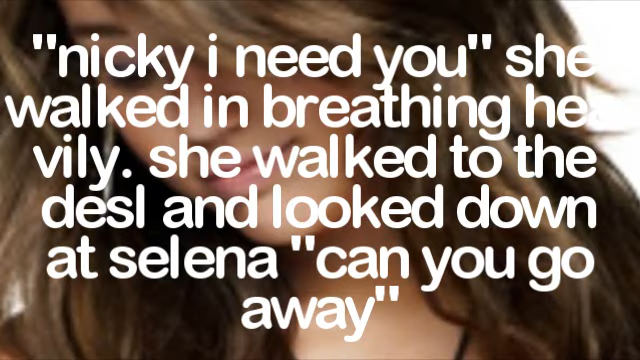 "nicky i need you" she
walked in breathing hea
vily. she walked to the
desl and looked down
at selena "can you go
away"